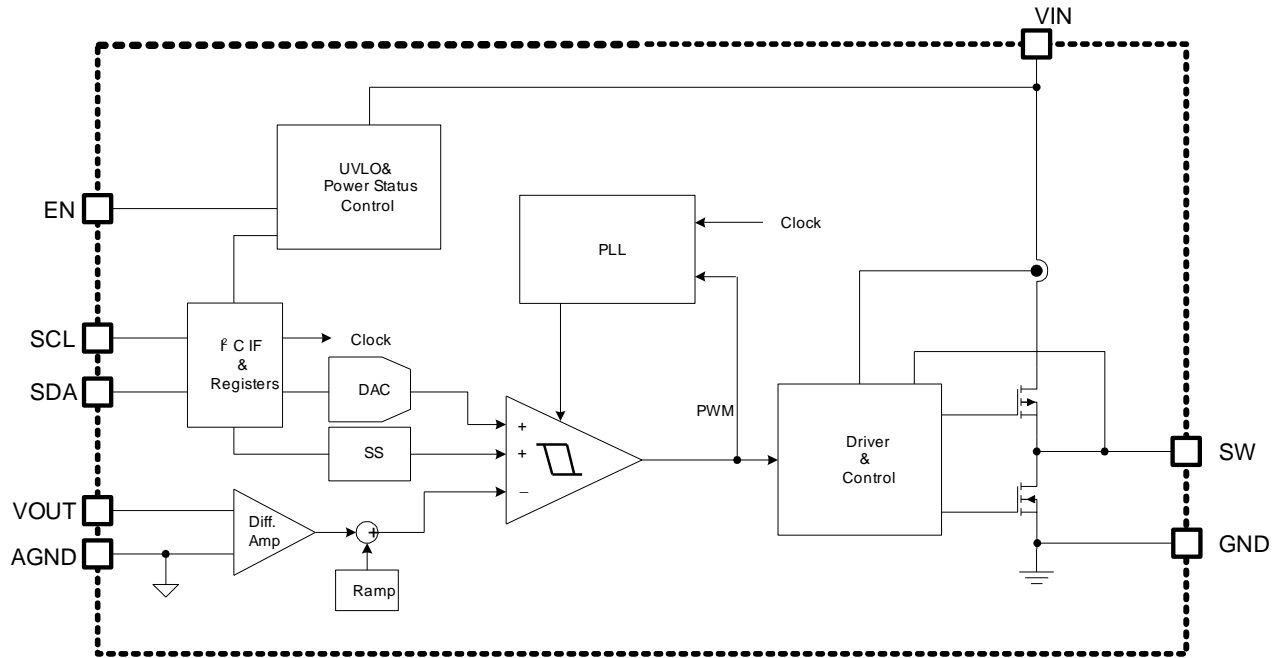 VIN
UVLO&
Power Status
Control
EN
Clock
PLL
SCL
I² C IF
&
Registers
Clock
SDA
DAC
PWM
SS
Driver
&
Control
SW
+
+
−
VOUT
Diff.
Amp
+
AGND
GND
Ramp